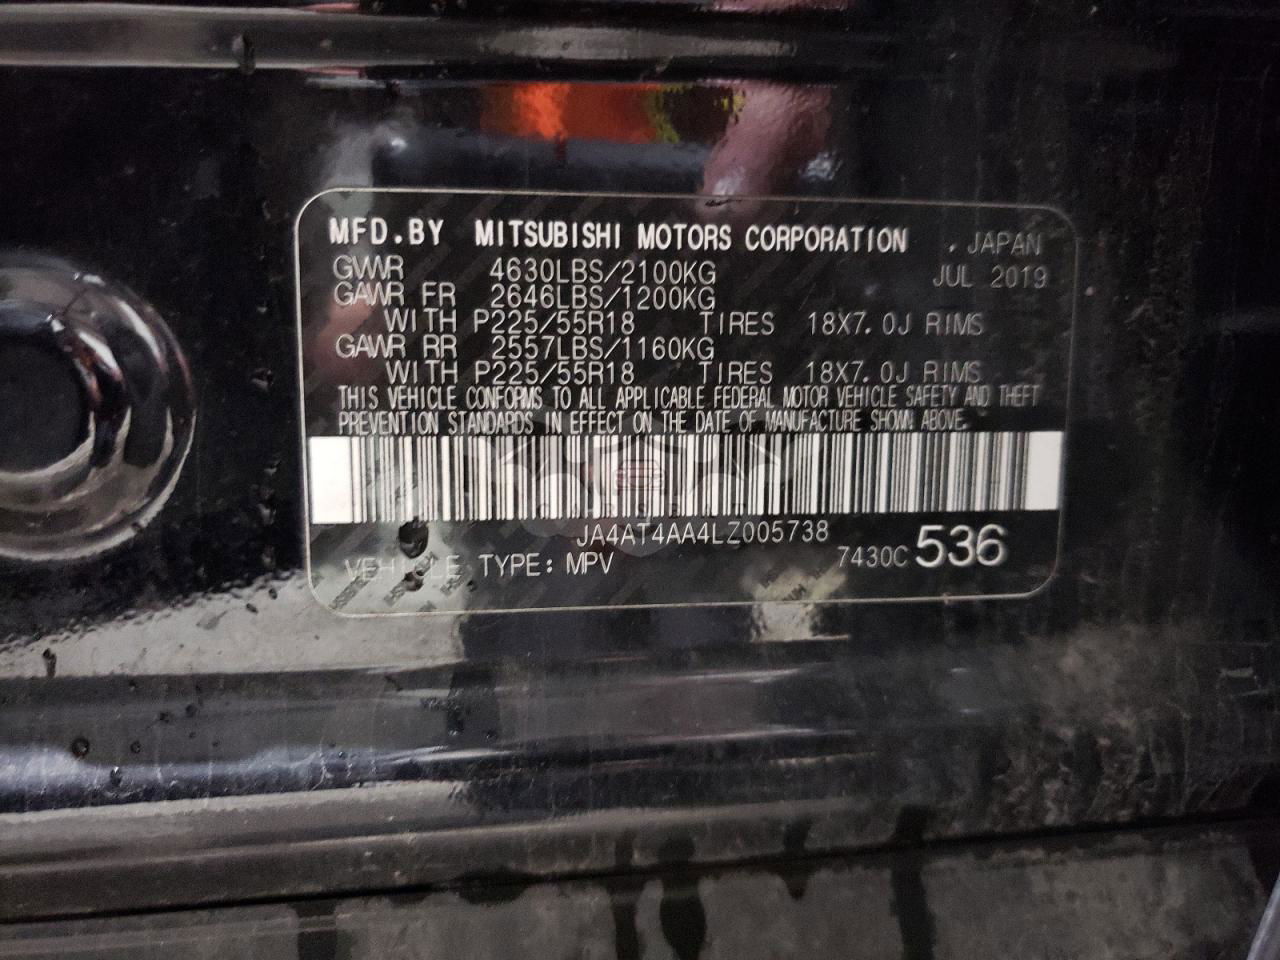 MFD.BY MITSUBISHI MOTORS CORPORATION , JAPAN
GVWR 4630LBS/2100KG JUL 2019
GAWR FR 2646LBS/1200KG
WITH P225/55R18 TIRES 18X7.0J RIMS
GAWR RR 2557LBS/1160KG
WITH P225/55R18 TIRES 18X7.0J RIMS
THIS VEHICLE CONFORMS TO ALL APPLICABLE FEDERAL MOTOR VEHICLE SAFETY AND THEFT
PREVENTION STANDARDS IN EFFECT ON THE DATE OF MANUFACTURE SHOWN ABOVE.
JA4AT4AA4LZ005738
VEHICLE TYPE: MPV 7430C 536